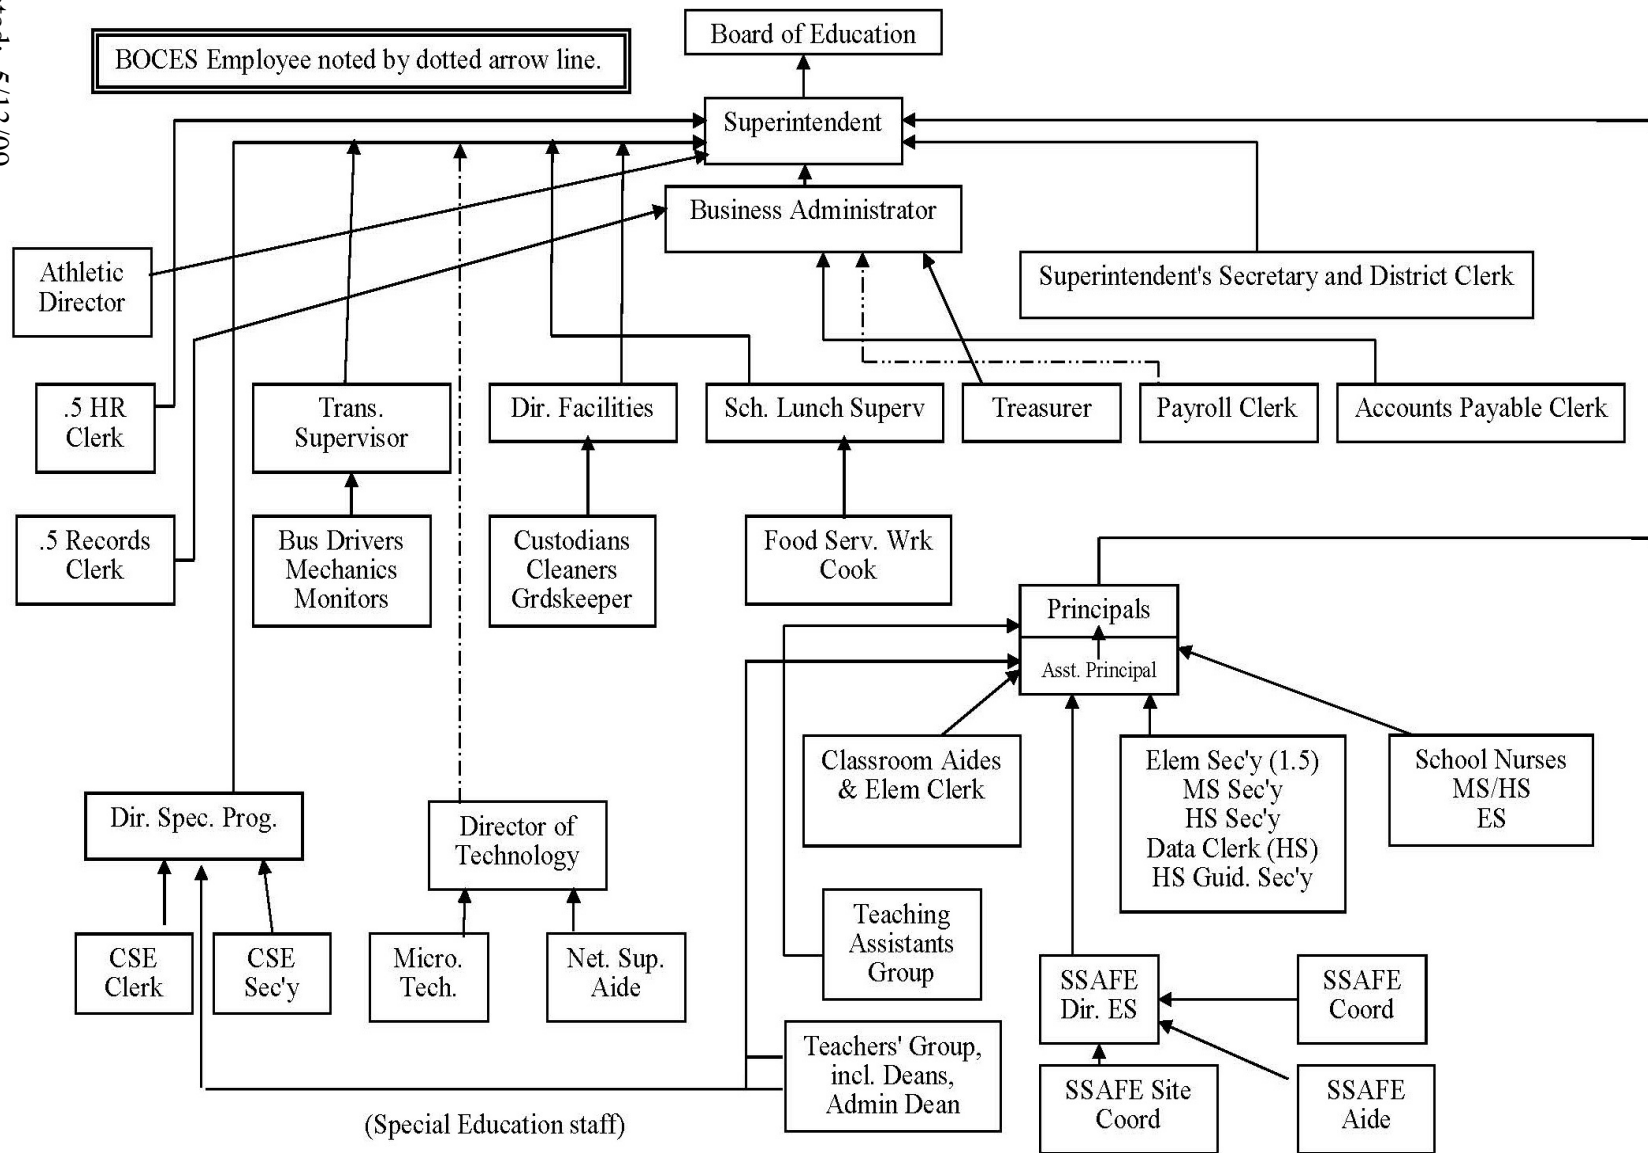 Board of Education
BOCES Employee noted by dotted arrow line.
Superintendent
Business Administrator
Athletic
Director
Superintendent's Secretary and District Clerk
.5 HR
Clerk
Trans.
Supervisor
Dir. Facilities
Sch. Lunch Superv
Treasurer
Payroll Clerk
Accounts Payable Clerk
.5 Records
Clerk
Bus Drivers
Mechanics
Monitors
Custodians
Cleaners
Grdskeeper
Food Serv. Wrk
Cook
Principals
Asst. Principal
Classroom Aides
& Elem Clerk
Elem Sec'y (1.5)
MS Sec'y
HS Sec'y
Data Clerk (HS)
HS Guid. Sec'y
School Nurses
MS/HS
ES
Dir. Spec. Prog.
Director of
Technology
Teaching
Assistants
Group
CSE
Clerk
CSE
Sec'y
Micro.
Tech.
Net. Sup.
Aide
SSAFE
Dir. ES
SSAFE
Coord
Teachers' Group,
incl. Deans,
Admin Dean
SSAFE Site
Coord
SSAFE
Aide
(Special Education staff)
5/12/09